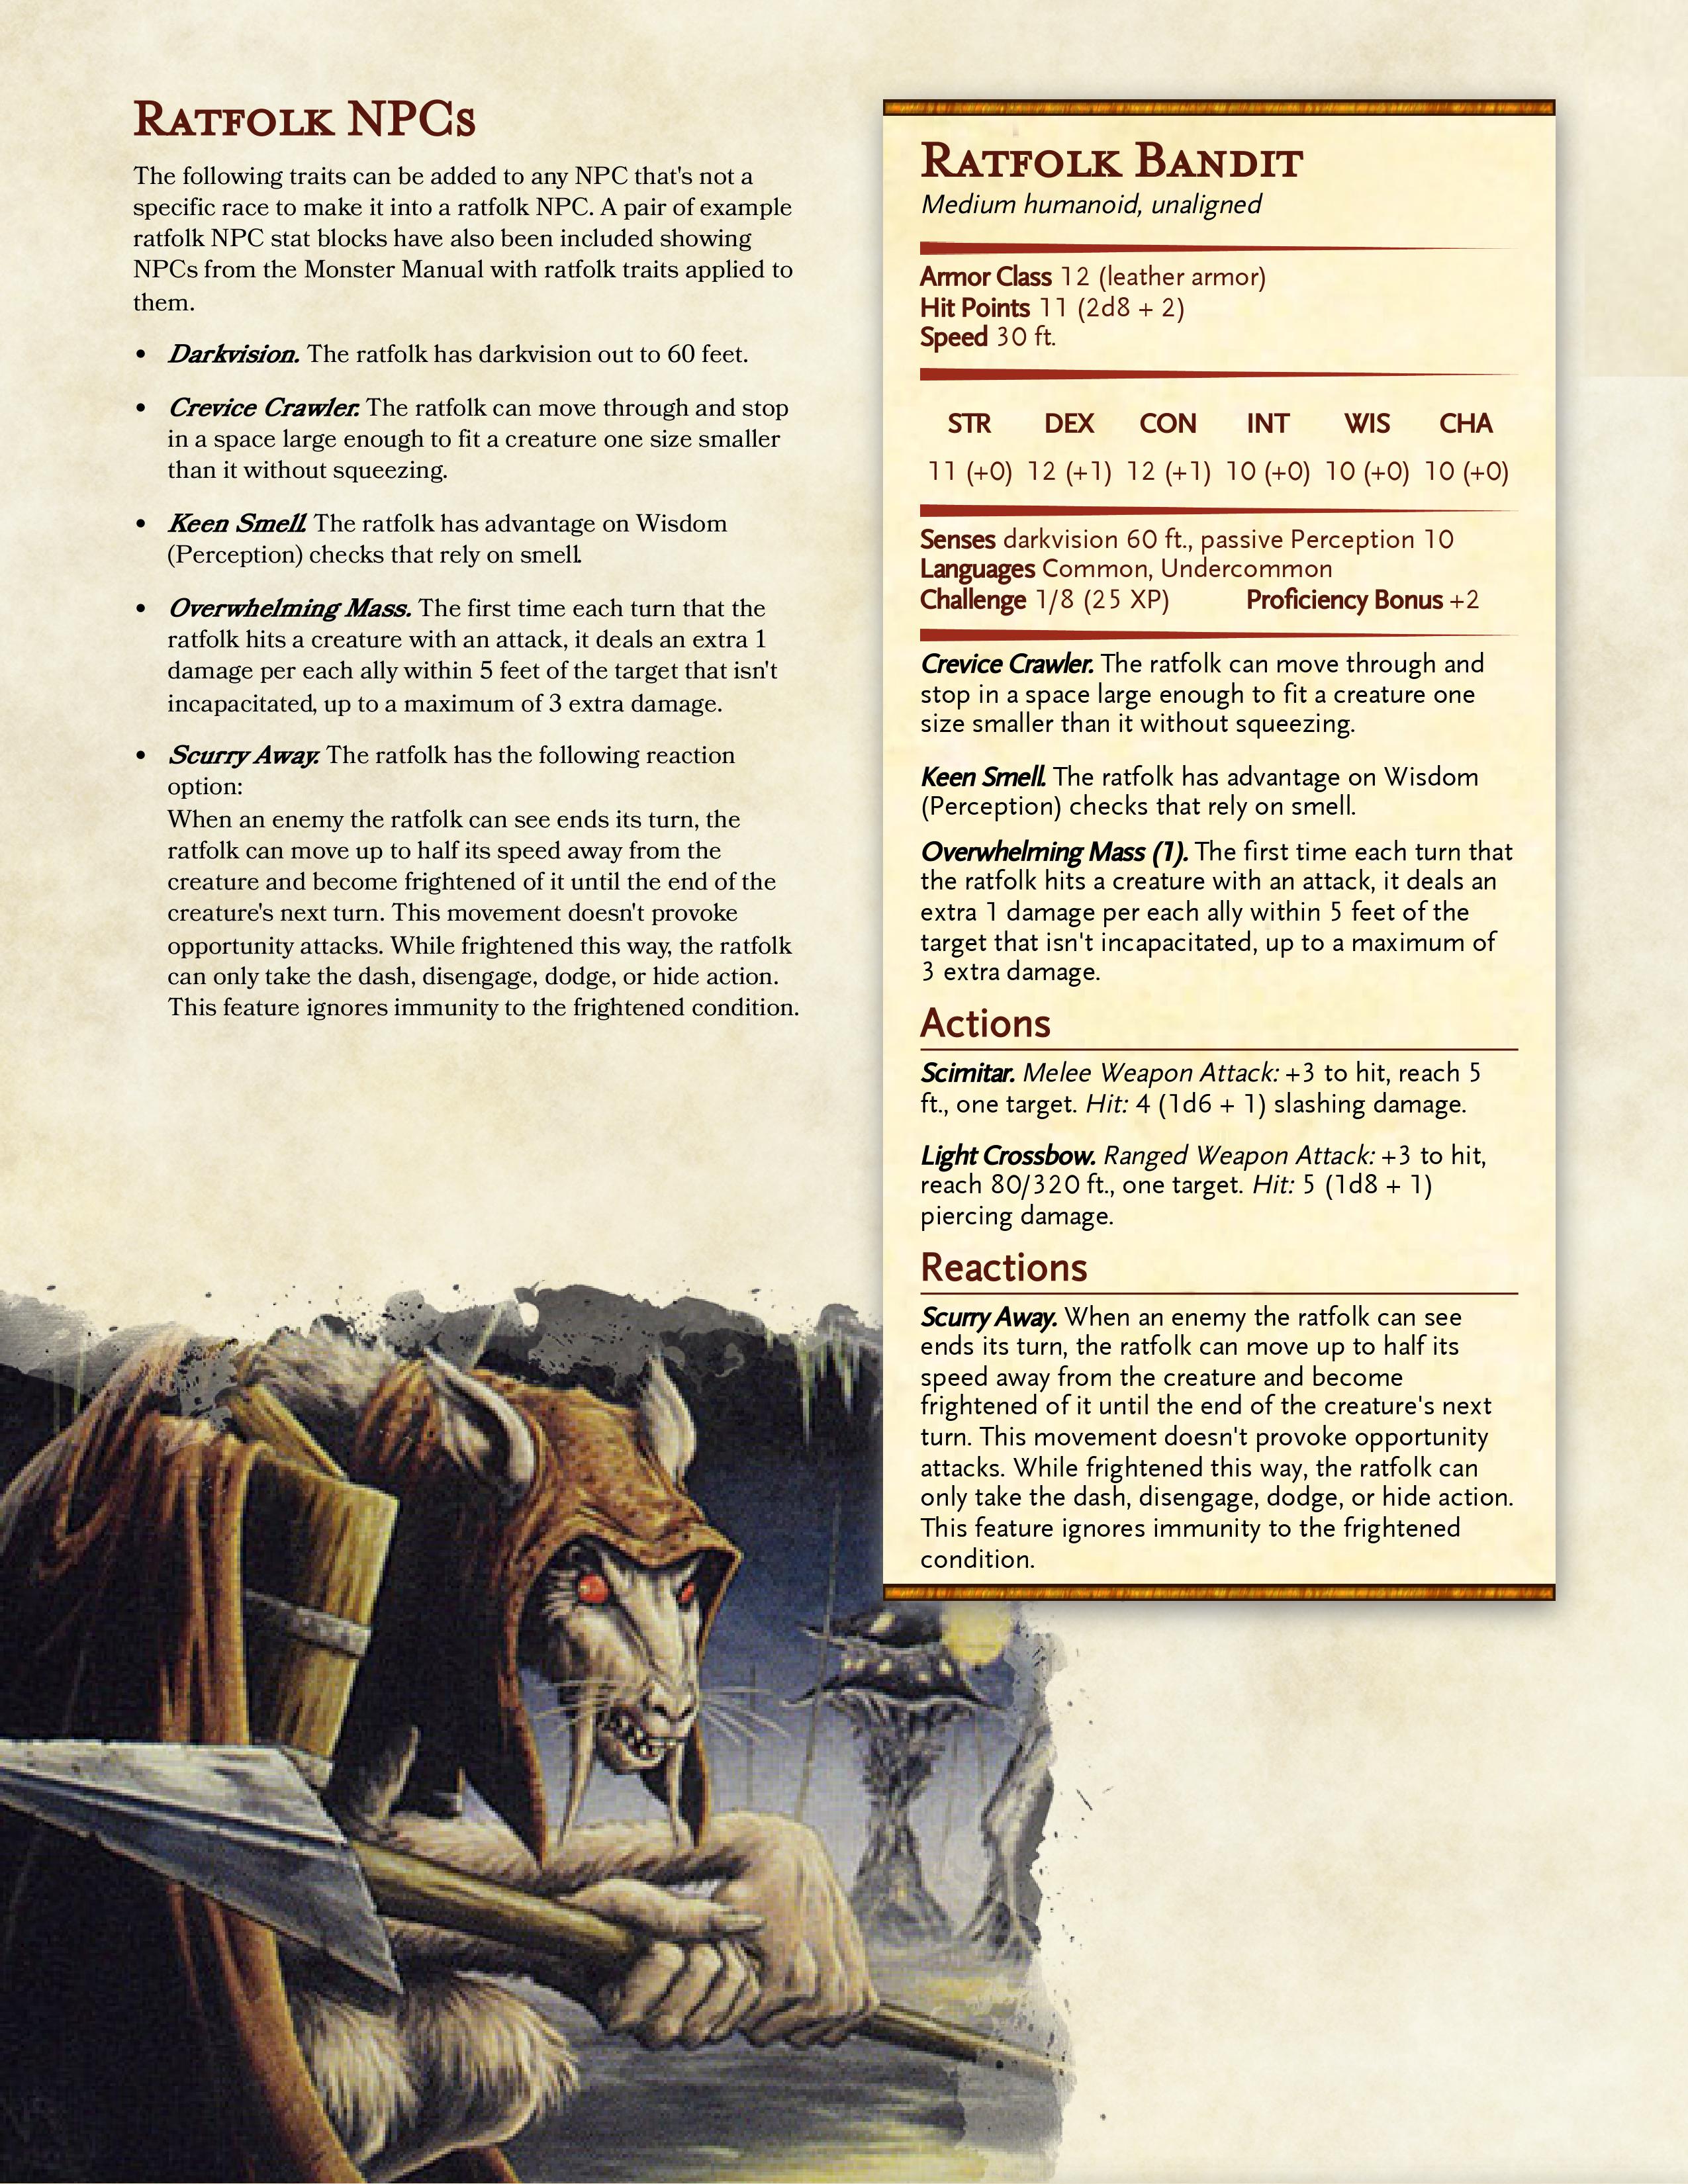 Ratfolk NPCs
The following traits can be added to any NPC that's not a
specific race to make it into a ratfolk NPC. A pair of example
ratfolk NPC stat blocks have also been included showing
NPCs from the Monster Manual with ratfolk traits applied to
them.
• Darkvision. The ratfolk has darkvision out to 60 feet.
• Crevice Crawler. The ratfolk can move through and stop
in a space large enough to fit a creature one size smaller
than it without squeezing.
• Keen Smell. The ratfolk has advantage on Wisdom
(Perception) checks that rely on smell.
• Overwhelming Mass. The first time each turn that the
ratfolk hits a creature with an attack, it deals an extra 1
damage per each ally within 5 feet of the target that isn't
incapacitated, up to a maximum of 3 extra damage.
• Scurry Away. The ratfolk has the following reaction
option:
When an enemy the ratfolk can see ends its turn, the
ratfolk can move up to half its speed away from the
creature and become frightened of it until the end of the
creature's next turn. This movement doesn't provoke
opportunity attacks. While frightened this way, the ratfolk
can only take the dash, disengage, dodge, or hide action.
This feature ignores immunity to the frightened condition.
Ratfolk Bandit
Medium humanoid, unaligned
Armor Class 12 (leather armor)
Hit Points 11 (2d8 + 2)
Speed 30 ft.
STR DEX CON INT WIS CHA
11 (+0) 12 (+1) 12 (+1) 10 (+0) 10 (+0) 10 (+0)
Senses darkvision 60 ft., passive Perception 10
Languages Common, Undercommon
Challenge 1/8 (25 XP) Proficiency Bonus +2
Crevice Crawler. The ratfolk can move through and
stop in a space large enough to fit a creature one
size smaller than it without squeezing.
Keen Smell. The ratfolk has advantage on Wisdom
(Perception) checks that rely on smell.
Overwhelming Mass (1). The first time each turn that
the ratfolk hits a creature with an attack, it deals an
extra 1 damage per each ally within 5 feet of the
target that isn't incapacitated, up to a maximum of
3 extra damage.
Actions
Scimitar. Melee Weapon Attack: +3 to hit, reach 5
ft., one target. Hit: 4 (1d6 + 1) slashing damage.
Light Crossbow. Ranged Weapon Attack: +3 to hit,
reach 80/320 ft., one target. Hit: 5 (1d8 + 1)
piercing damage.
Reactions
Scurry Away. When an enemy the ratfolk can see
ends its turn, the ratfolk can move up to half its
speed away from the creature and become
frightened of it until the end of the creature's next
turn. This movement doesn't provoke opportunity
attacks. While frightened this way, the ratfolk can
only take the dash, disengage, dodge, or hide action.
This feature ignores immunity to the frightened
condition.